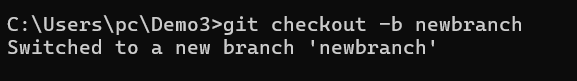 C:\Users\pc\Demo3>git checkout -b newbranch
Switched to a new branch 'newbranch'